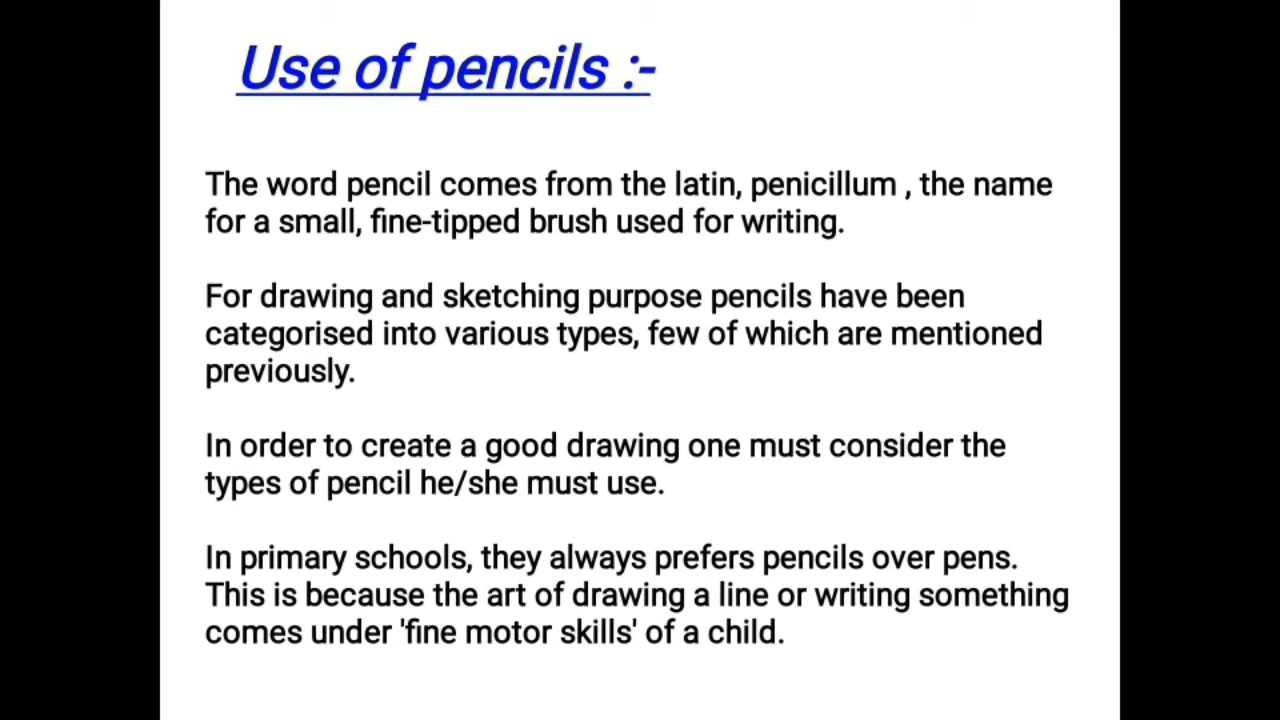 Use of pencils :-
The word pencil comes from the latin, penicillum , the name
for a small, fine-tipped brush used for writing.
For drawing and sketching purpose pencils have been
categorised into various types, few of which are mentioned
previously.
In order to create a good drawing one must consider the
types of pencil he/she must use.
In primary schools, they always prefers pencils over pens.
This is because the art of drawing a line or writing something
comes under 'fine motor skills' of a child.